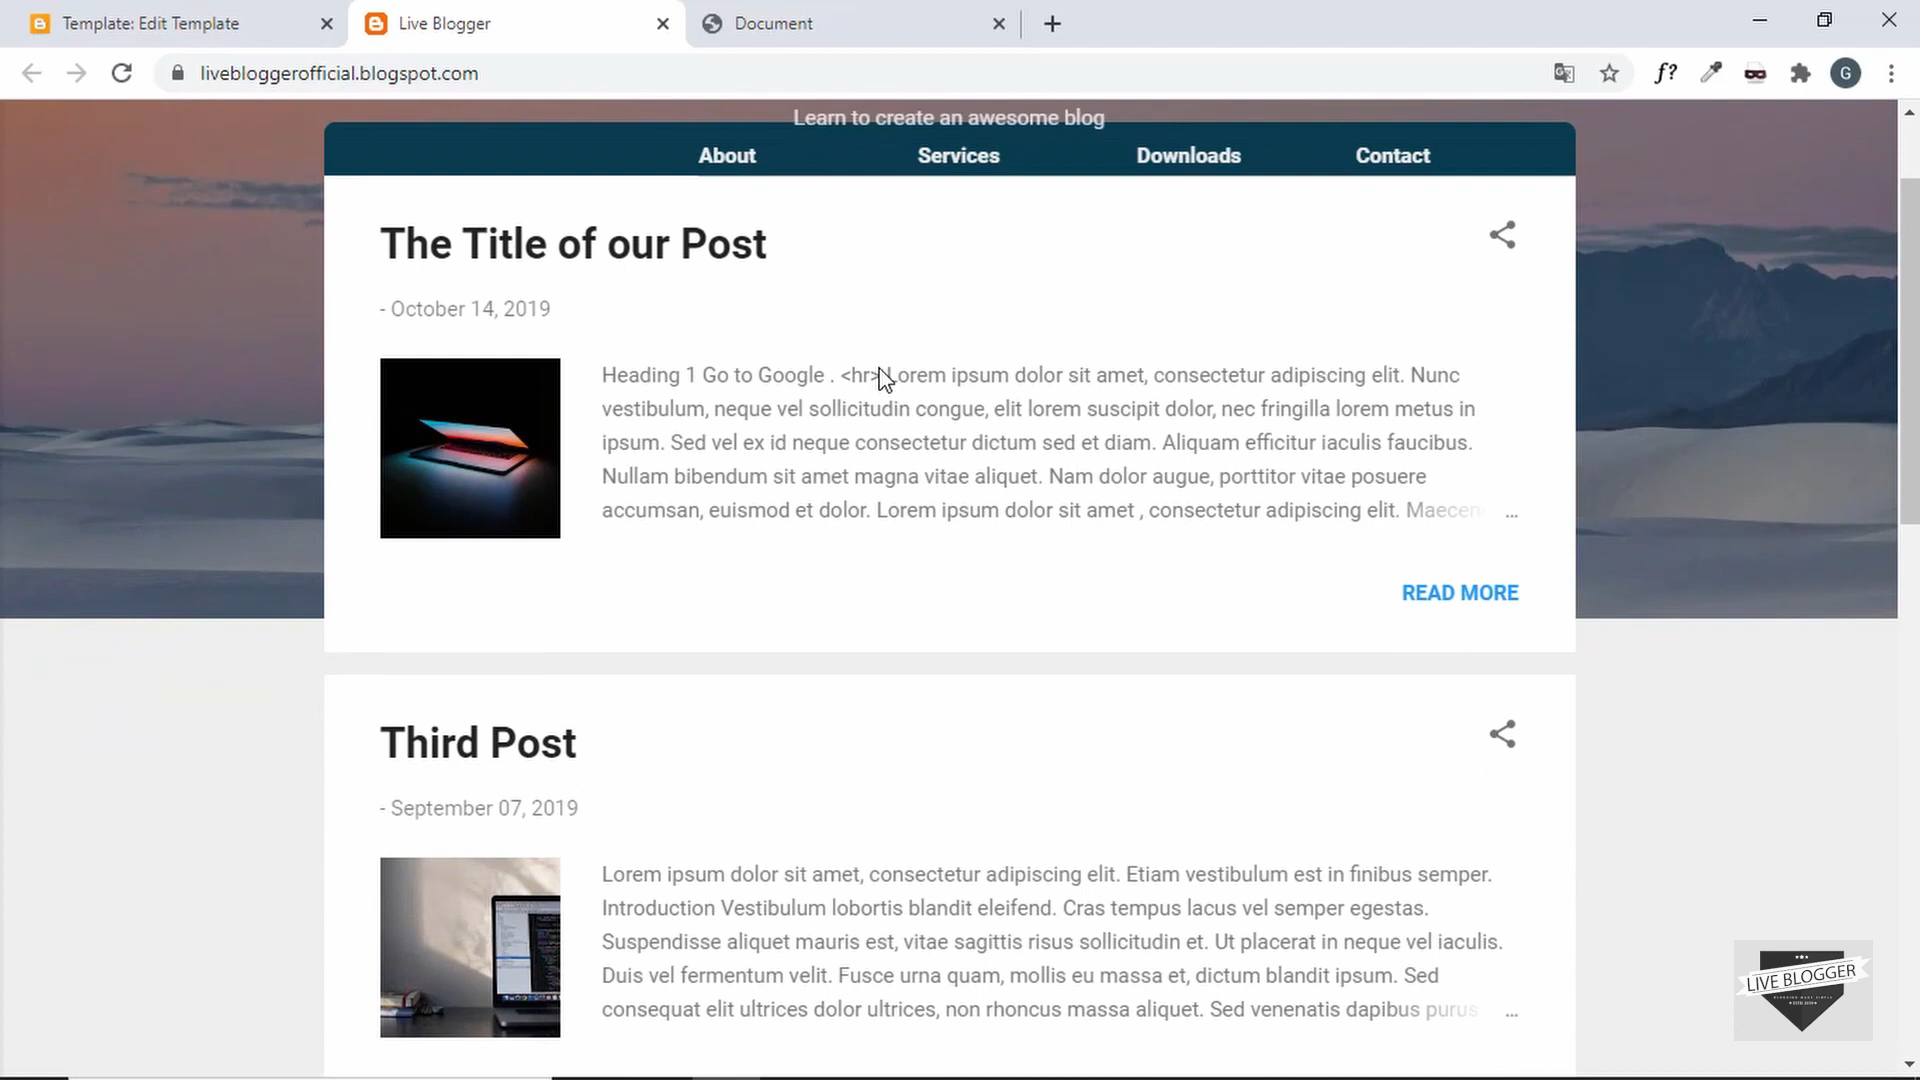 Template: Edit Template
Live Blogger
Document
livebloggerofficial.blogspot.com
f?
G
Learn to create an awesome blog
About Services Downloads Contact
The Title of our Post
- October 14, 2019
Heading 1 Go to Google . <hr> Lorem ipsum dolor sit amet, consectetur adipiscing elit. Nunc
vestibulum, neque vel sollicitudin congue, elit lorem suscipit dolor, nec fringilla lorem metus in
ipsum. Sed vel ex id neque consectetur dictum sed et diam. Aliquam efficitur iaculis faucibus.
Nullam bibendum sit amet magna vitae aliquet. Nam dolor augue, porttitor vitae posuere
accumsan, euismod et dolor. Lorem ipsum dolor sit amet , consectetur adipiscing elit. Maecen ...
READ MORE
Third Post
- September 07, 2019
Lorem ipsum dolor sit amet, consectetur adipiscing elit. Etiam vestibulum est in finibus semper.
Introduction Vestibulum lobortis blandit eleifend. Cras tempus lacus vel semper egestas.
Suspendisse aliquet mauris est, vitae sagittis risus sollicitudin et. Ut placerat in neque vel iaculis.
Duis vel fermentum velit. Fusce urna quam, mollis eu massa et, dictum blandit ipsum. Sed
consequat elit ultrices dolor ultrices, non rhoncus massa aliquet. Sed venenatis dapibus purus ...
LIVE BLOGGER